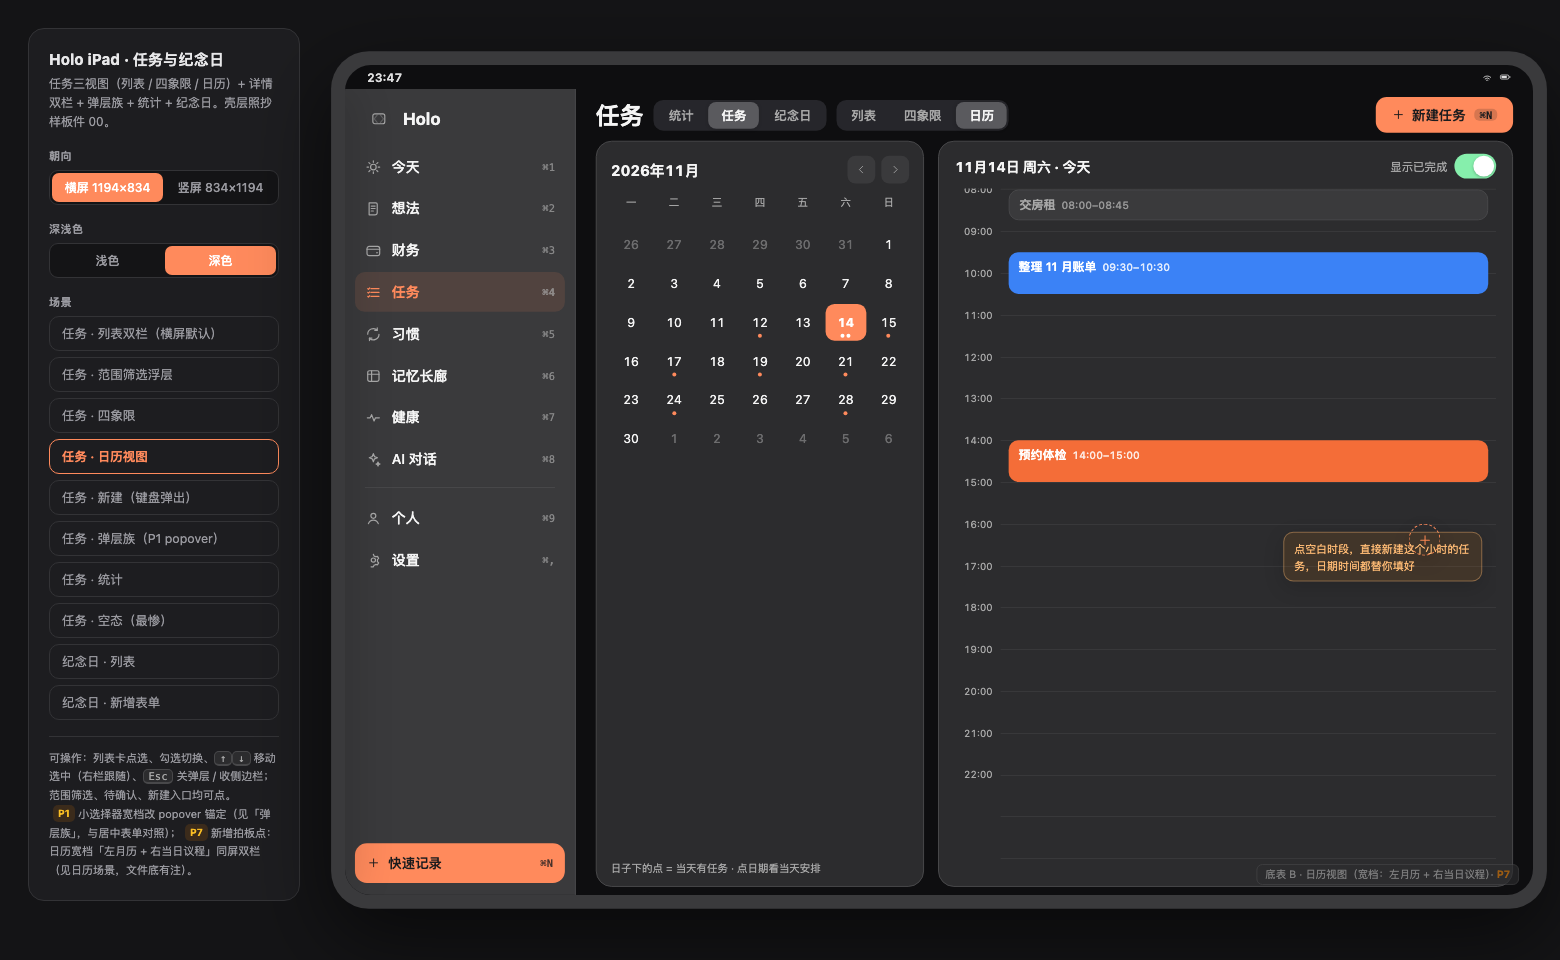 Holo iPad · 任务与纪念日
任务三视图（列表 / 四象限 / 日历）+ 详情
双栏 + 弹层族 + 统计 + 纪念日。壳层照抄
样板件 00。
朝向
横屏 1194×834
竖屏 834×1194
深浅色
浅色
深色
场景
任务 · 列表双栏（横屏默认）
任务 · 范围筛选浮层
任务 · 四象限
任务 · 日历视图
任务 · 新建（键盘弹出）
任务 · 弹层族（P1 popover）
任务 · 统计
任务 · 空态（最惨）
纪念日 · 列表
纪念日 · 新增表单
可操作：列表卡点选、勾选切换、↑ ↓ 移动
选中（右栏跟随）、Esc 关弹层 / 收侧边栏；
范围筛选、待确认、新建入口均可点。
P1 小选择器宽档改 popover 锚定（见「弹
层族」，与居中表单对照）； P7 新增拍板点：
日历宽档「左月历 + 右当日议程」同屏双栏
（见日历场景，文件底有注）。
23:47
Holo
今天 ⌘1
想法 ⌘2
财务 ⌘3
任务 ⌘4
习惯 ⌘5
记忆长廊 ⌘6
健康 ⌘7
AI 对话 ⌘8
个人 ⌘9
设置 ⌘,
+ 快速记录 ⌘N
任务
统计 任务 纪念日
列表 四象限 日历
+ 新建任务 ⌘N
2026年11月
一 二 三 四 五 六 日
26 27 28 29 30 31 1
2 3 4 5 6 7 8
9 10 11 12 13 14 15
16 17 18 19 20 21 22
23 24 25 26 27 28 29
30 1 2 3 4 5 6
日子下的点 = 当天有任务 · 点日期看当天安排
11月14日 周六 · 今天
显示已完成
08:00
交房租 08:00–08:45
09:00
整理 11 月账单 09:30–10:30
10:00
11:00
12:00
13:00
14:00
预约体检 14:00–15:00
15:00
16:00
点空白时段，直接新建这个小时的任
务，日期时间都替你填好
17:00
18:00
19:00
20:00
21:00
22:00
底表 B · 日历视图（宽档：左月历 + 右当日议程）· P7